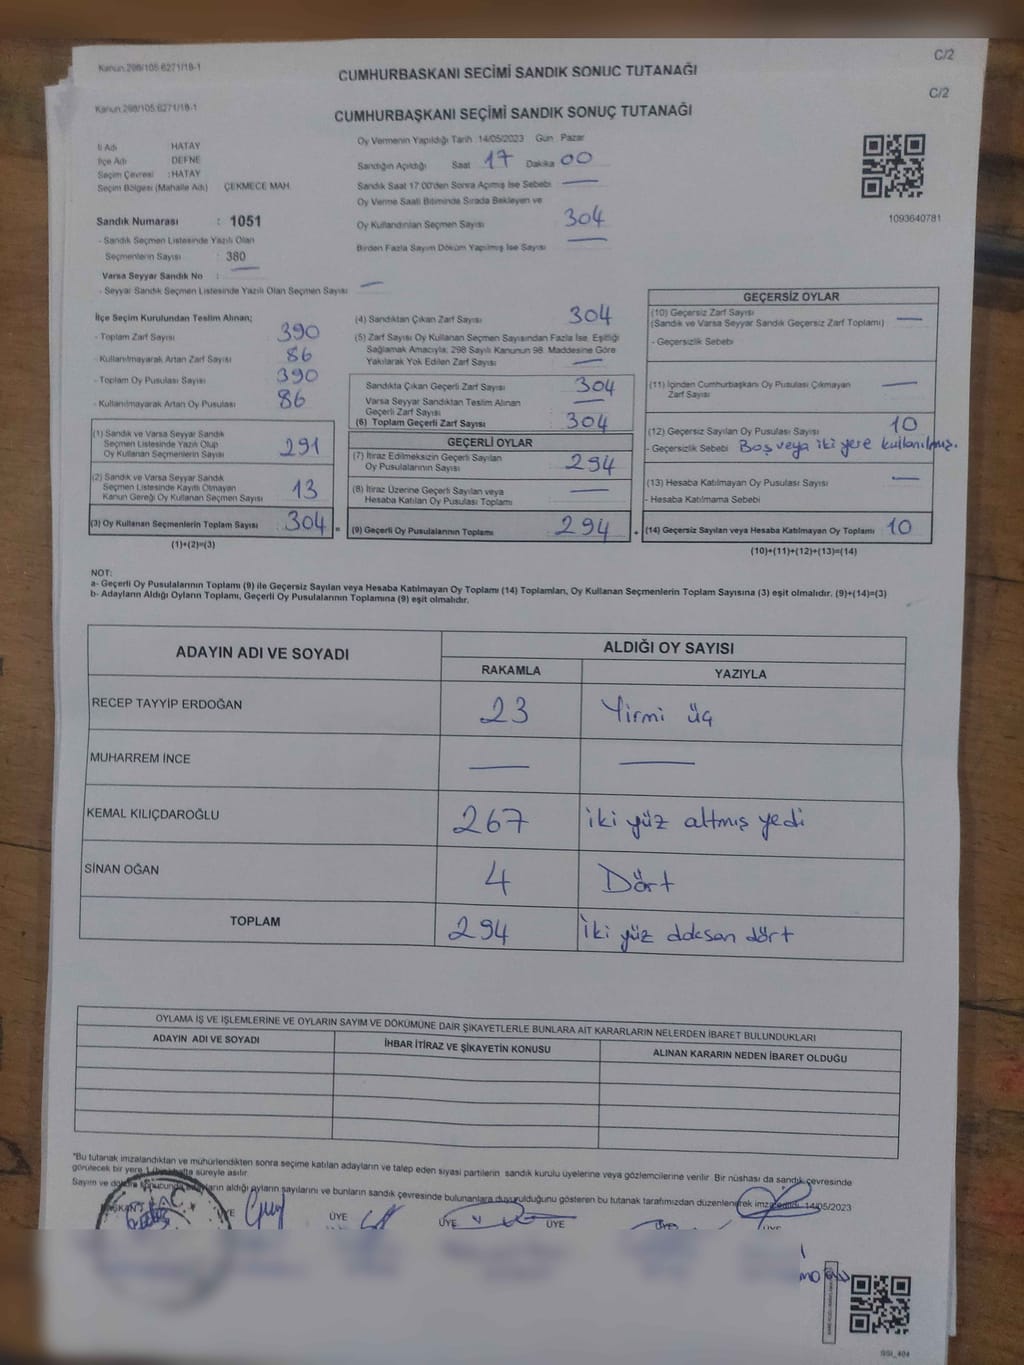 Kanun 298/105 6271/18-1
C/2
CUMHURBAŞKANI SEÇİMİ SANDIK SONUÇ TUTANAĞI
Kanun 298/105 6271/18-1
C/2
CUMHURBAŞKANI SEÇİMİ SANDIK SONUÇ TUTANAĞI
İl Adı HATAY
İlçe Adı DEFNE
Seçim Çevresi : HATAY
Seçim Bölgesi (Mahalle Adı) ÇEKMECE MAH.
Sandık Numarası : 1051
- Sandık Seçmen Listesinde Yazılı Olan
Seçmenlerin Sayısı : 380
Varsa Seyyar Sandık No :
- Seyyar Sandık Seçmen Listesinde Yazılı Olan Seçmen Sayısı —
Oy Vermenin Yapıldığı Tarih 14/05/2023 Gün Pazar
Sandığın Açıldığı Saat 17 Dakika 00
Sandık Saat 17 00'den Sonra Açılmış İse Sebebi —
Oy Verme Saati Bitiminde Sırada Bekleyen ve
Oy Kullandırılan Seçmen Sayısı 304
Birden Fazla Sayım Döküm Yapılmış İse Sayısı —
1093640781
İlçe Seçim Kurulundan Teslim Alınan;
- Toplam Zarf Sayısı 390
- Kullanılmayarak Artan Zarf Sayısı 86
- Toplam Oy Pusulası Sayısı 390
- Kullanılmayarak Artan Oy Pusulası 86
(1) Sandık ve Varsa Seyyar Sandık
Seçmen Listesinde Yazılı Olup
Oy Kullanan Seçmenlerin Sayısı 291
(2) Sandık ve Varsa Seyyar Sandık
Seçmen Listesinde Kayıtlı Olmayan
Kanun Gereği Oy Kullanan Seçmen Sayısı 13
(3) Oy Kullanan Seçmenlerin Toplam Sayısı 304 =
(1)+(2)=(3)
(4) Sandıktan Çıkan Zarf Sayısı 304
(5) Zarf Sayısı Oy Kullanan Seçmen Sayısından Fazla İse, Eşitliği
Sağlamak Amacıyla; 298 Sayılı Kanunun 98. Maddesine Göre
Yakılarak Yok Edilen Zarf Sayısı —
Sandıkta Çıkan Geçerli Zarf Sayısı 304
Varsa Seyyar Sandıktan Teslim Alınan
Geçerli Zarf Sayısı —
(6) Toplam Geçerli Zarf Sayısı : 304
GEÇERLİ OYLAR
(7) İtiraz Edilmeksizin Geçerli Sayılan
Oy Pusulalarının Sayısı 294
(8) İtiraz Üzerine Geçerli Sayılan veya
Hesaba Katılan Oy Pusulası Toplamı —
(9) Geçerli Oy Pusulalarının Toplamı 294 +
GEÇERSİZ OYLAR
(10) Geçersiz Zarf Sayısı
(Sandık ve Varsa Seyyar Sandık Geçersiz Zarf Toplamı) —
- Geçersizlik Sebebi
(11) İçinden Cumhurbaşkanı Oy Pusulası Çıkmayan
Zarf Sayısı —
(12) Geçersiz Sayılan Oy Pusulası Sayısı 10
- Geçersizlik Sebebi Boş veya iki yere kullanılmış.
(13) Hesaba Katılmayan Oy Pusulası Sayısı —
- Hesaba Katılmama Sebebi
(14) Geçersiz Sayılan veya Hesaba Katılmayan Oy Toplamı 10
(10)+(11)+(12)+(13)=(14)
NOT:
a- Geçerli Oy Pusulalarının Toplamı (9) ile Geçersiz Sayılan veya Hesaba Katılmayan Oy Toplamı (14) Toplamları, Oy Kullanan Seçmenlerin Toplam Sayısına (3) eşit olmalıdır. (9)+(14)=(3)
b- Adayların Aldığı Oyların Toplamı, Geçerli Oy Pusulalarının Toplamına (9) eşit olmalıdır.
ADAYIN ADI VE SOYADI
ALDIĞI OY SAYISI
RAKAMLA YAZIYLA
RECEP TAYYİP ERDOĞAN 23 Yirmi üç
MUHARREM İNCE — —
KEMAL KILIÇDAROĞLU 267 iki yüz altmış yedi
SİNAN OĞAN 4 Dört
TOPLAM 294 iki yüz doksan dört
OYLAMA İŞ VE İŞLEMLERİNE VE OYLARIN SAYIM VE DÖKÜMÜNE DAİR ŞİKAYETLERLE BUNLARA AİT KARARLARIN NELERDEN İBARET BULUNDUKLARI
ADAYIN ADI VE SOYADI İHBAR İTİRAZ VE ŞİKAYETİN KONUSU ALINAN KARARIN NEDEN İBARET OLDUĞU
*Bu tutanak imzalandıktan ve mühürlendikten sonra seçime katılan adayların ve talep eden siyasi partilerin sandık kurulu üyelerine veya gözlemcilerine verilir. Bir nüshası da sandık çevresinde
görülecek bir yere 1 (bir) hafta süreyle asılır.
Sayım ve döküm sonucunda adayların aldığı oyların sayılarını ve bunların sandık çevresinde bulunanlara duyurulduğunu gösteren bu tutanak tarafımızdan düzenlenerek imzalandı. 14/05/2023
BAŞKAN ÜYE ÜYE ÜYE ÜYE ÜYE ÜYE